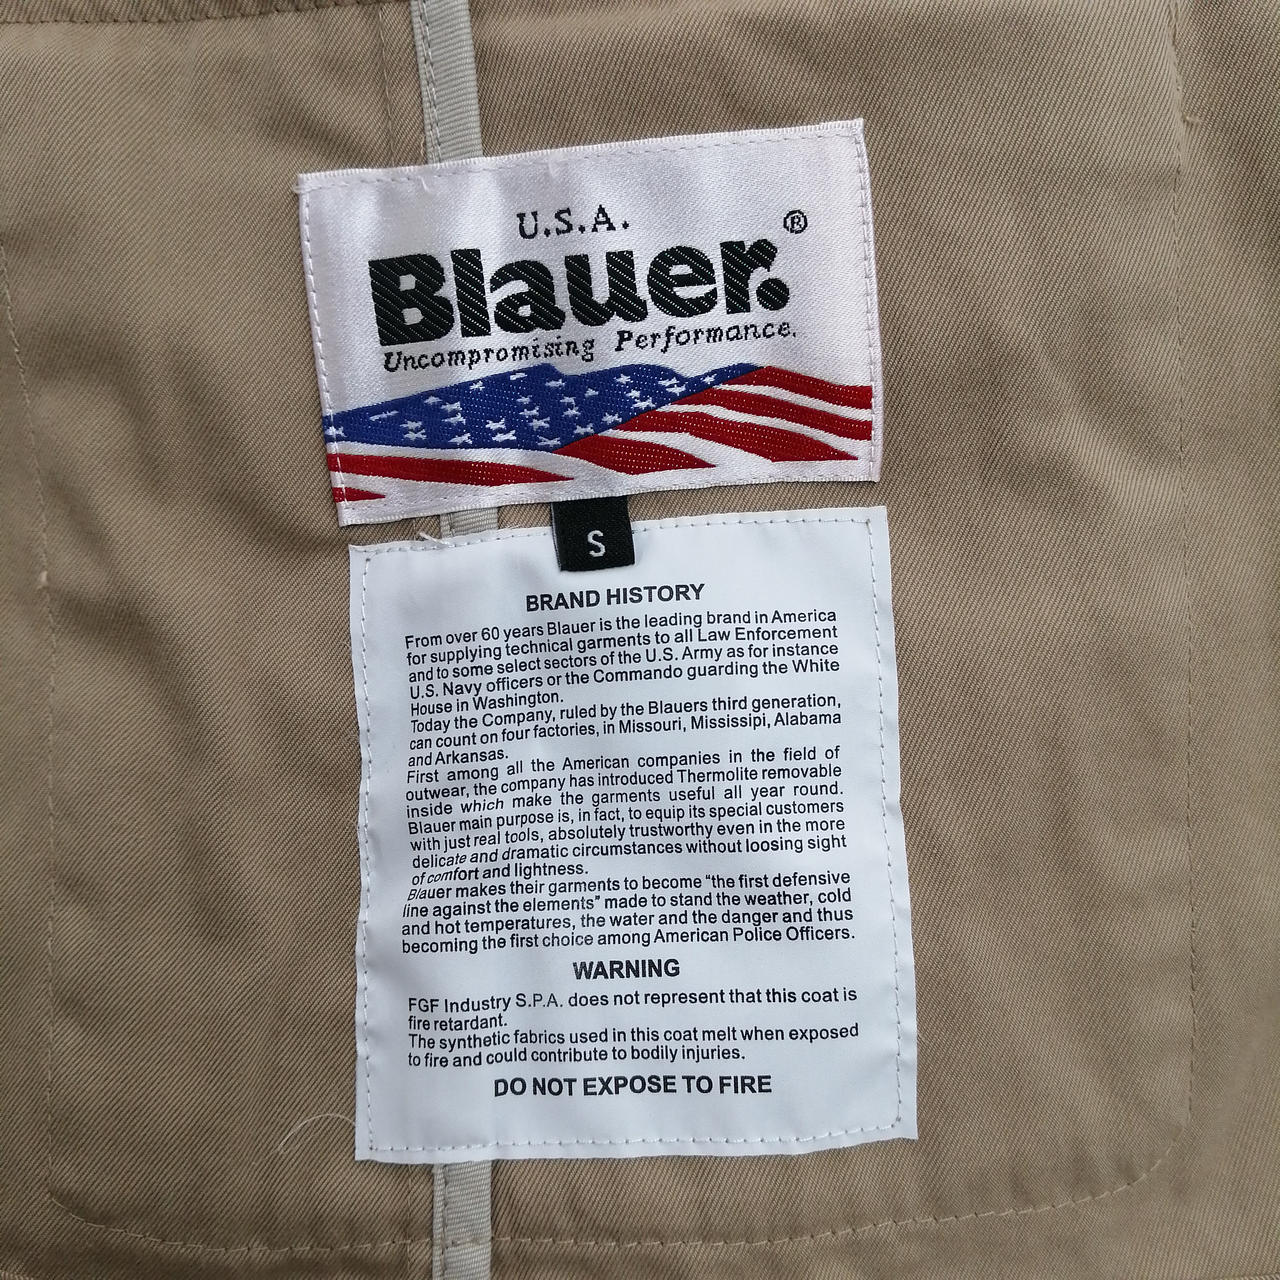 U.S.A.
Blauer.®
Uncompromising Performance.
S
BRAND HISTORY
From over 60 years Blauer is the leading brand in America
for supplying technical garments to all Law Enforcement
and to some select sectors of the U.S. Army as for instance
U.S. Navy officers or the Commando guarding the White
House in Washington.
Today the Company, ruled by the Blauers third generation,
can count on four factories, in Missouri, Mississipi, Alabama
and Arkansas.
First among all the American companies in the field of
outwear, the company has introduced Thermolite removable
inside which make the garments useful all year round.
Blauer main purpose is, in fact, to equip its special customers
with just real tools, absolutely trustworthy even in the more
delicate and dramatic circumstances without loosing sight
of comfort and lightness.
Blauer makes their garments to become “the first defensive
line against the elements” made to stand the weather, cold
and hot temperatures, the water and the danger and thus
becoming the first choice among American Police Officers.
WARNING
FGF Industry S.P.A. does not represent that this coat is
fire retardant.
The synthetic fabrics used in this coat melt when exposed
to fire and could contribute to bodily injuries.
DO NOT EXPOSE TO FIRE